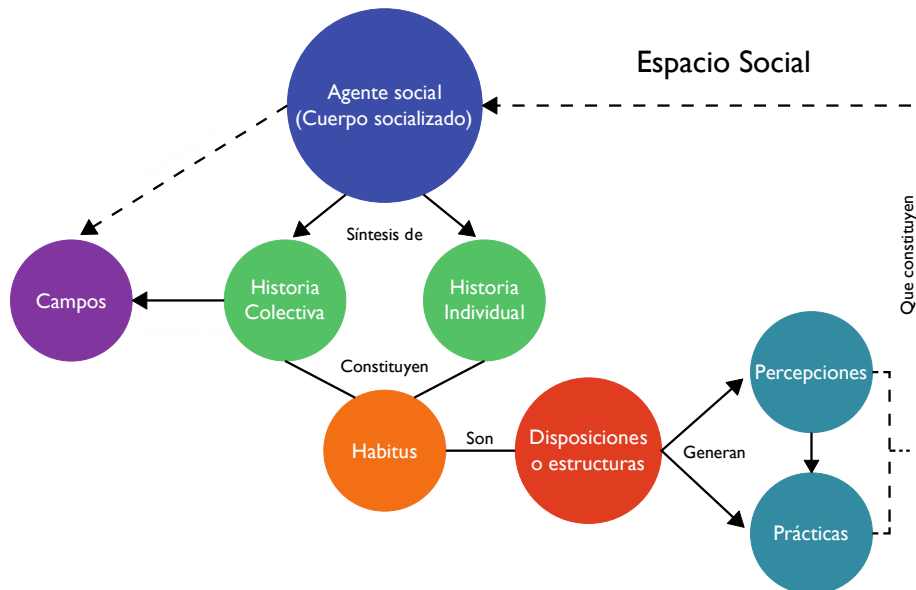 Espacio Social
Agente social
(Cuerpo socializado)
Que constituyen
Síntesis de
Campos
Historia
Colectiva
Historia
Individual
Constituyen
Percepciones
Habitus
Son
Disposiciones
o estructuras
Generan
Prácticas